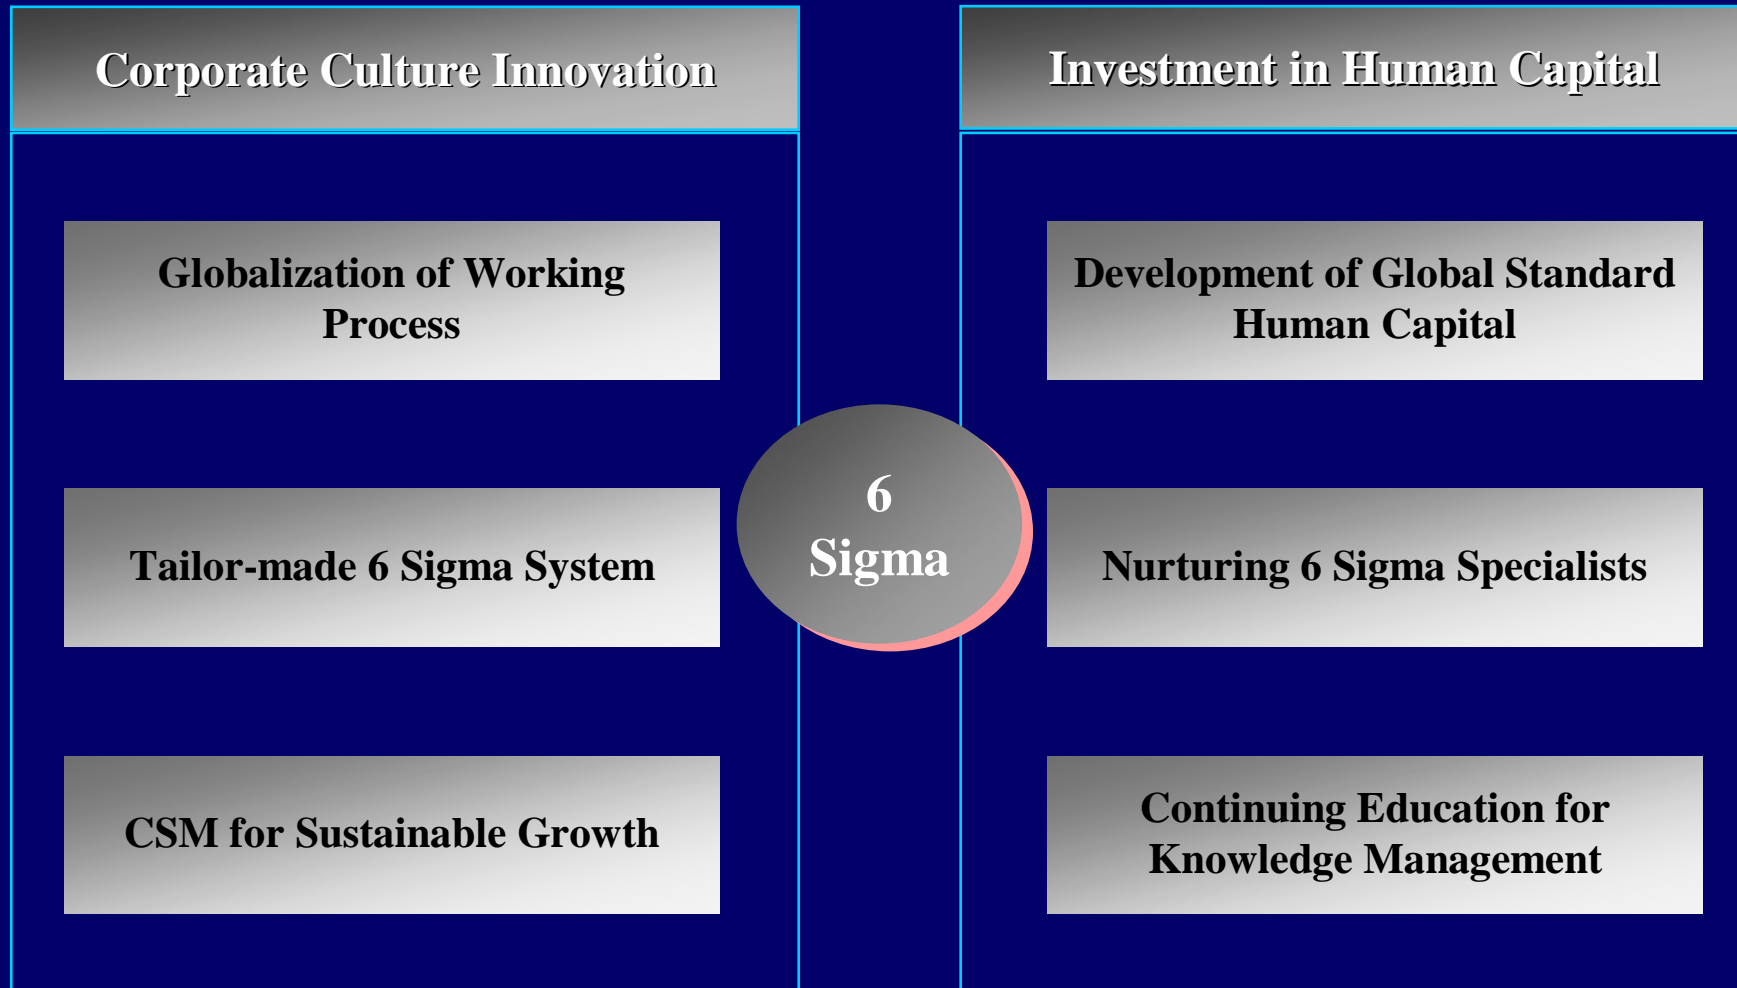 Corporate Culture Innovation
Globalization of Working
Process
Tailor-made 6 Sigma System
CSM for Sustainable Growth
6
Sigma
Investment in Human Capital
Development of Global Standard
Human Capital
Nurturing 6 Sigma Specialists
Continuing Education for
Knowledge Management